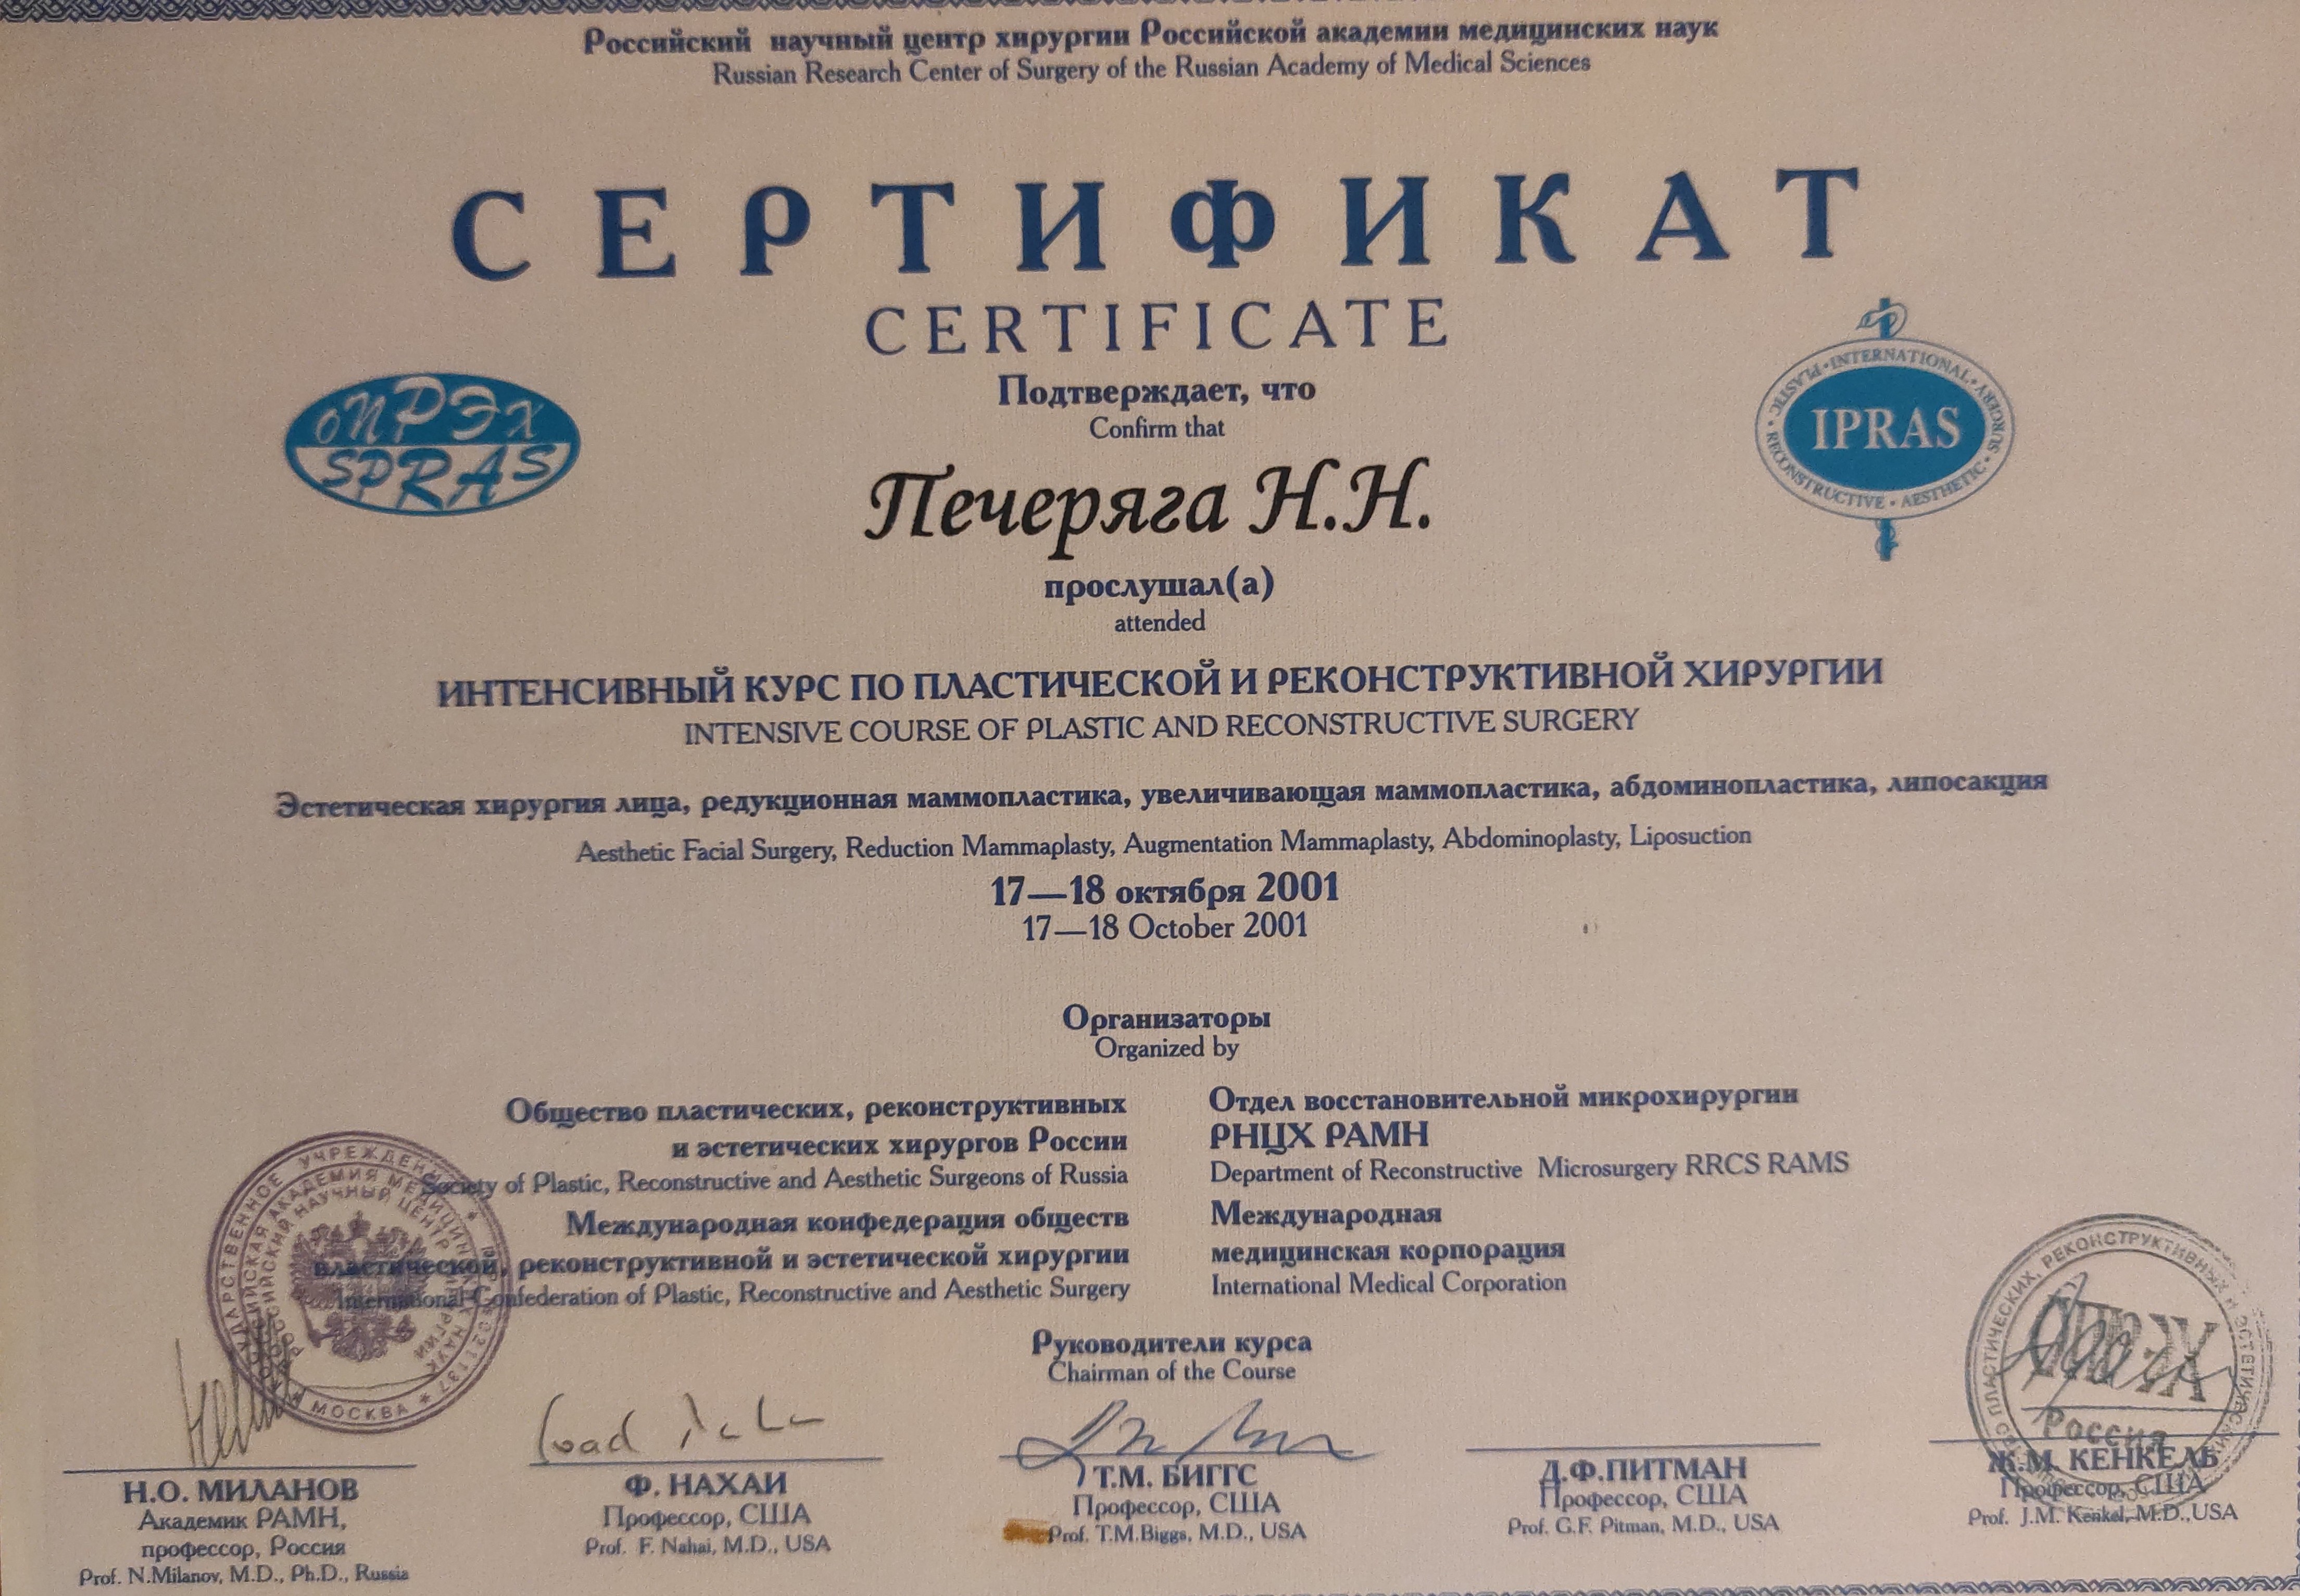 Российский научный центр хирургии Российской академии медицинских наук
Russian Research Center of Surgery of the Russian Academy of Medical Sciences
СЕРТИФИКАТ
CERTIFICATE
Подтверждает, что
Confirm that
ОПРЭХ
SPRAS
INTERNATIONAL • PLASTIC • RECONSTRUCTIVE • AESTHETIC • SURGERY
IPRAS
Печеряга Н.Н.
прослушал(а)
attended
ИНТЕНСИВНЫЙ КУРС ПО ПЛАСТИЧЕСКОЙ И РЕКОНСТРУКТИВНОЙ ХИРУРГИИ
INTENSIVE COURSE OF PLASTIC AND RECONSTRUCTIVE SURGERY
Эстетическая хирургия лица, редукционная маммопластика, увеличивающая маммопластика, абдоминопластика, липосакция
Aesthetic Facial Surgery, Reduction Mammaplasty, Augmentation Mammaplasty, Abdominoplasty, Liposuction
17—18 октября 2001
17—18 October 2001
Организаторы
Organized by
Общество пластических, реконструктивных
и эстетических хирургов России
Society of Plastic, Reconstructive and Aesthetic Surgeons of Russia
Международная конфедерация обществ
пластической, реконструктивной и эстетической хирургии
International Confederation of Plastic, Reconstructive and Aesthetic Surgery
Отдел восстановительной микрохирургии
РНЦХ РАМН
Department of Reconstructive Microsurgery RRCS RAMS
Международная
медицинская корпорация
International Medical Corporation
Руководители курса
Chairman of the Course
МОСКВА
Россия
Н.О. МИЛАНОВ
Академик РАМН,
профессор, Россия
Prof. N.Milanov, M.D., Ph.D., Russia
Ф. НАХАИ
Профессор, США
Prof. F. Nahai, M.D., USA
Т.М. БИГГС
Профессор, США
Prof. T.M.Biggs, M.D., USA
Д.Ф.ПИТМАН
Профессор, США
Prof. G.F. Pitman, M.D., USA
Ж.М. КЕНКЕЛЬ
Профессор, США
Prof. J.M. Kenkel, M.D.,USA